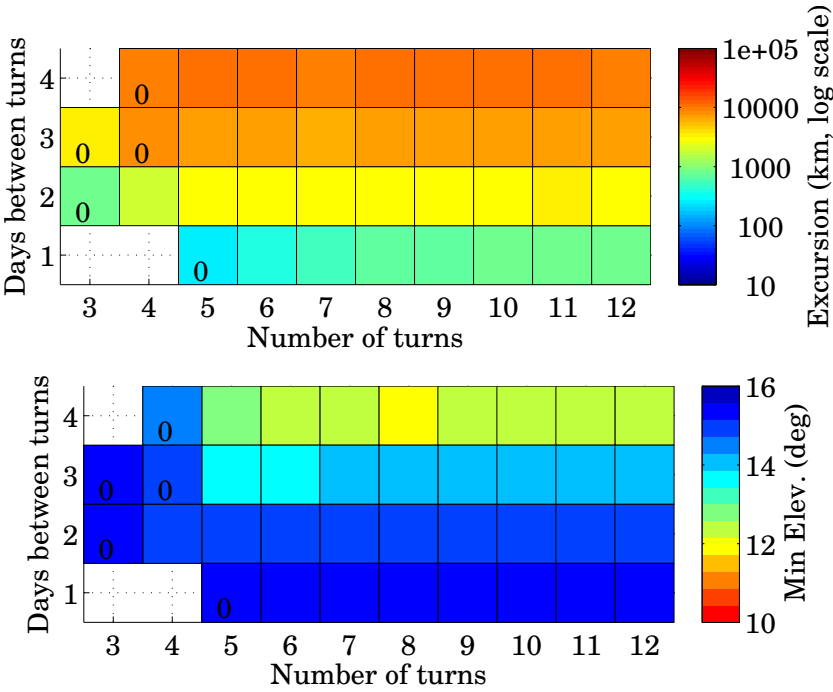 Days between turns
4
3
2
1
0
0 0
0
0
3 4 5 6 7 8 9 10 11 12
Number of turns
1e+05
10000
1000
100
10
Excursion (km, log scale)
Days between turns
4
3
2
1
0
0 0
0
0
3 4 5 6 7 8 9 10 11 12
Number of turns
16
14
12
10
Min Elev. (deg)